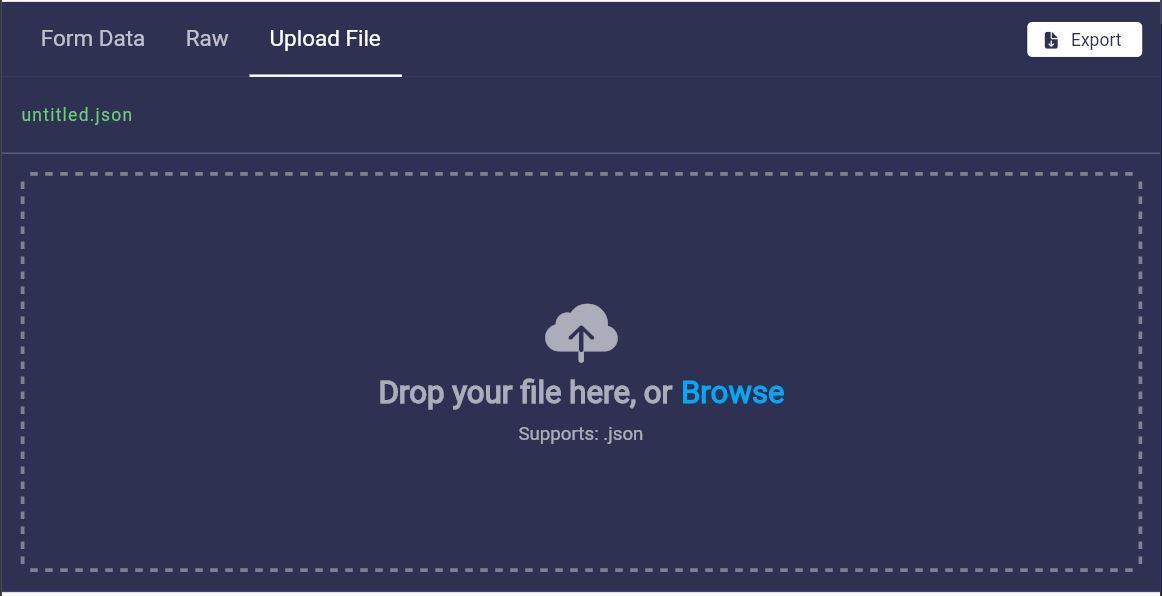 Form Data Raw Upload File Export
untitled.json
Drop your file here, or Browse
Supports: .json